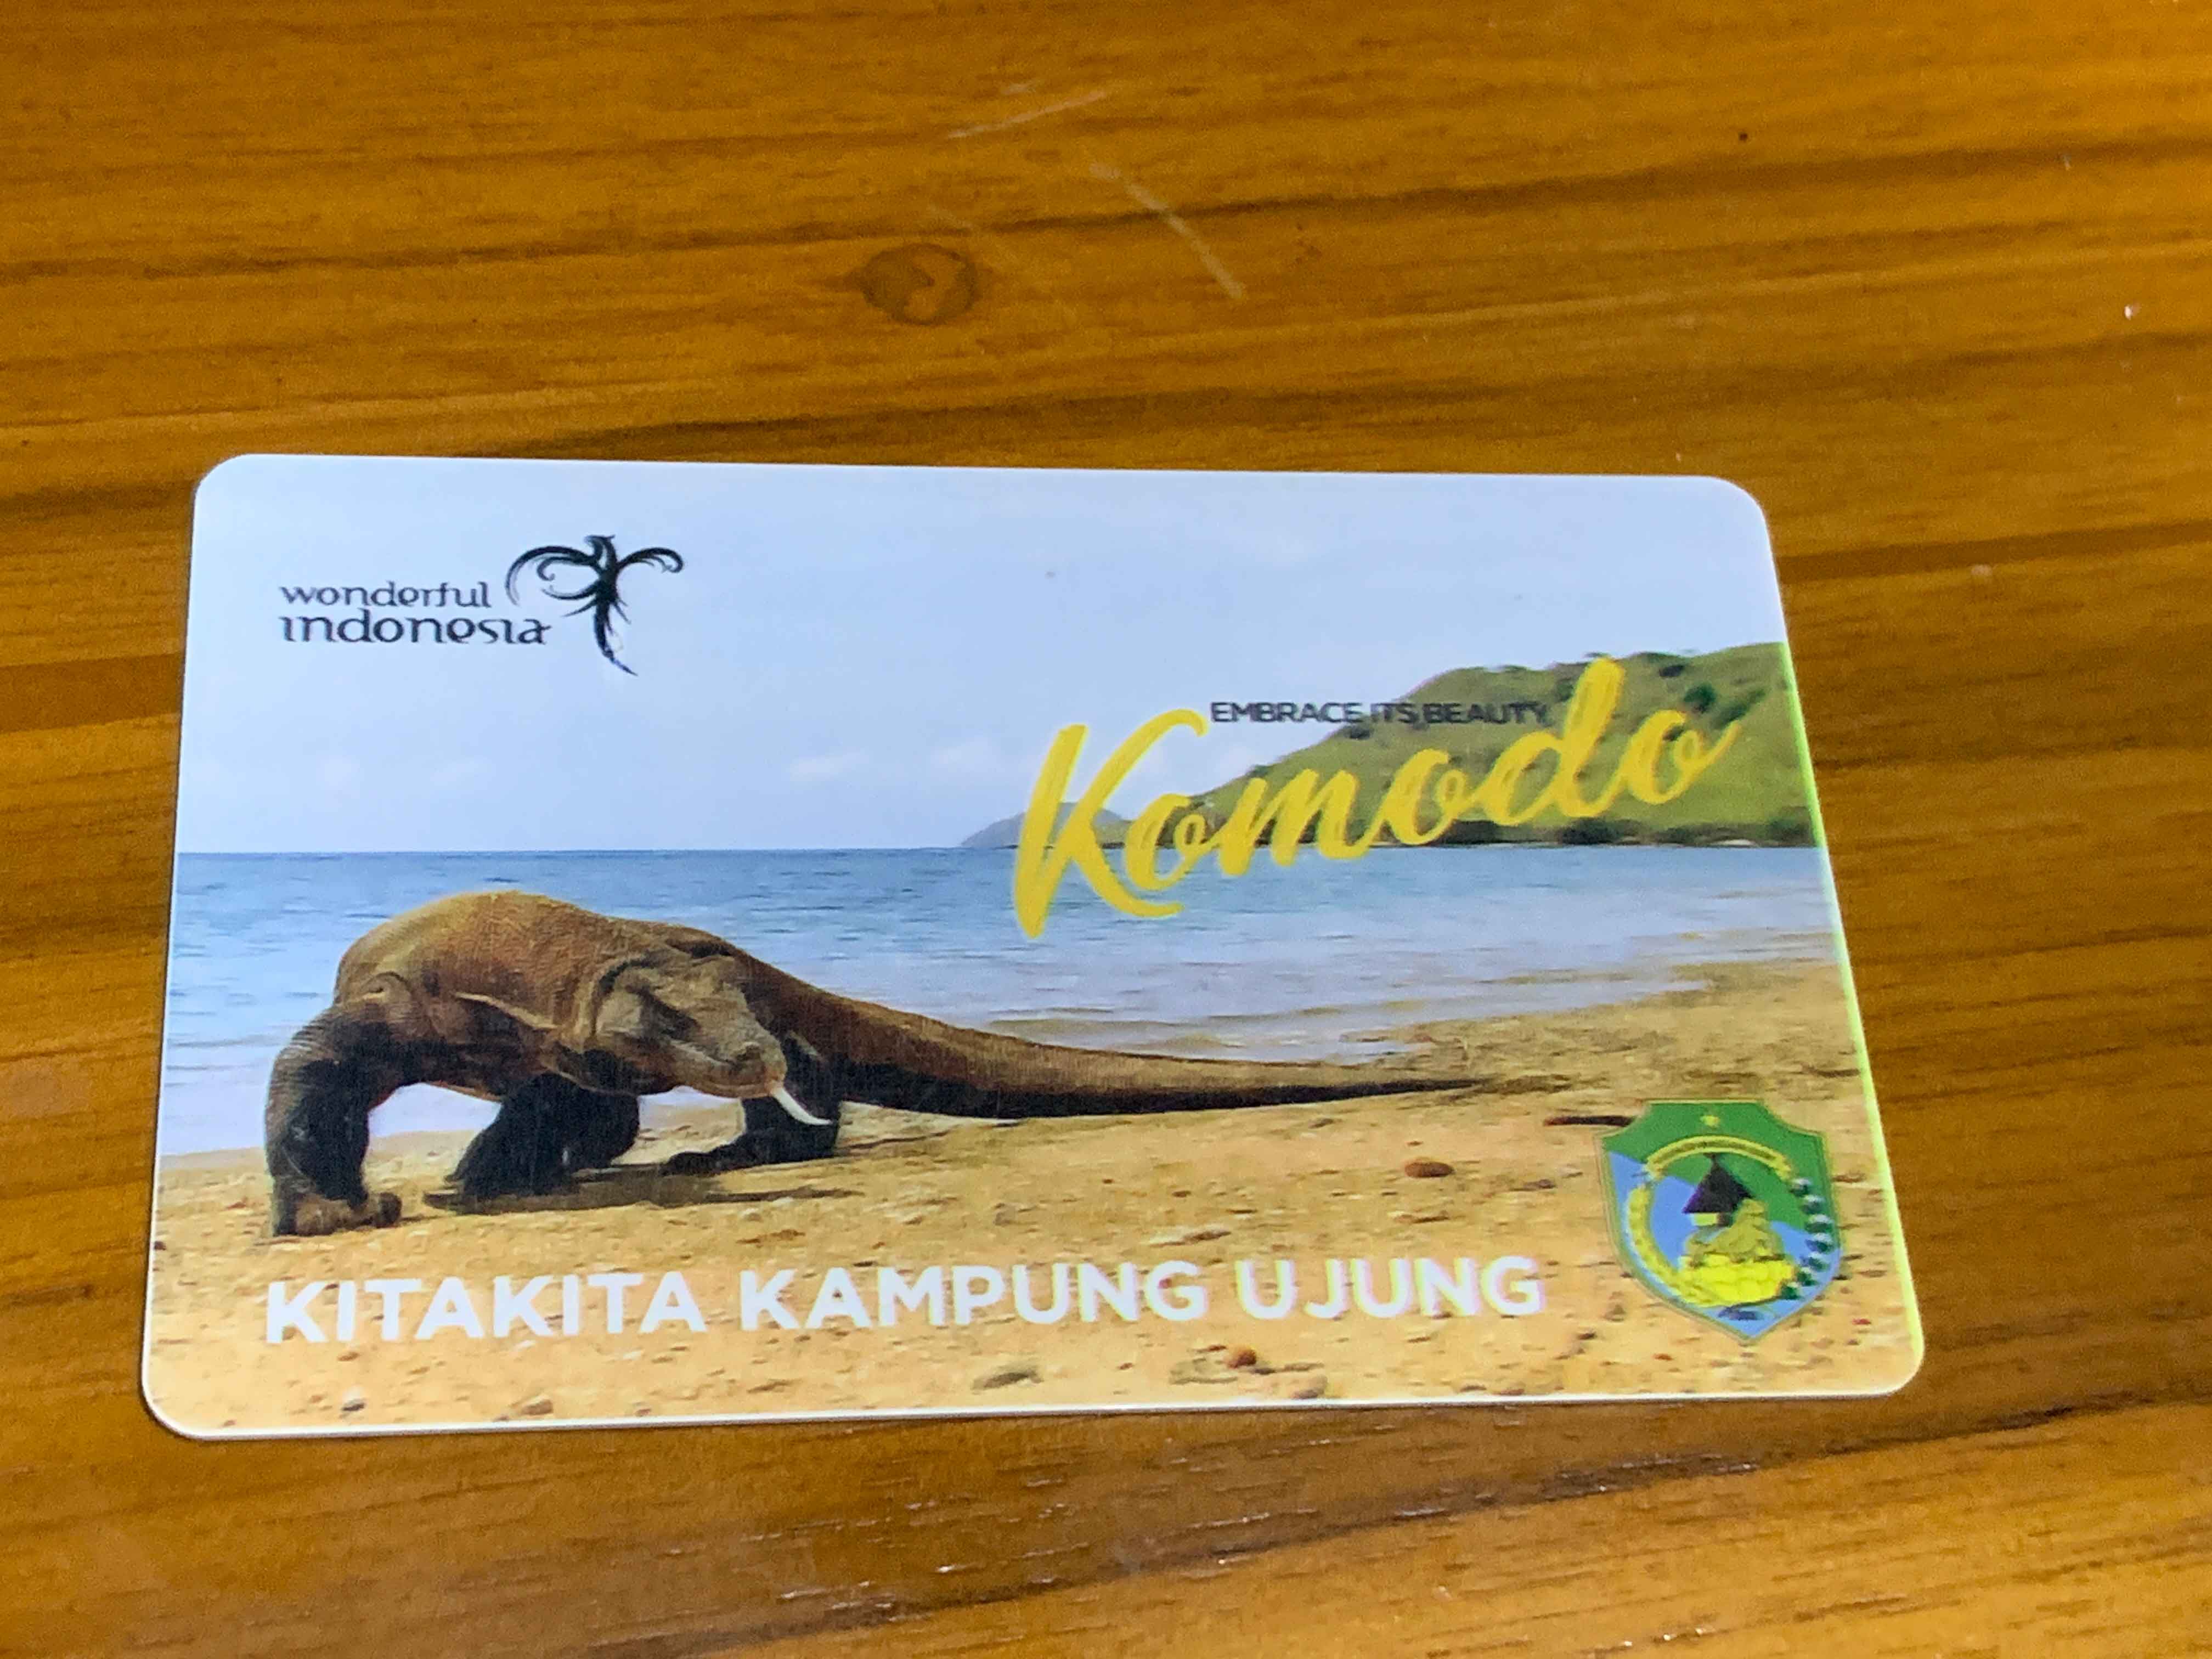 wonderful
indonesia
EMBRACE ITS BEAUTY
Komodo
KITAKITA KAMPUNG UJUNG